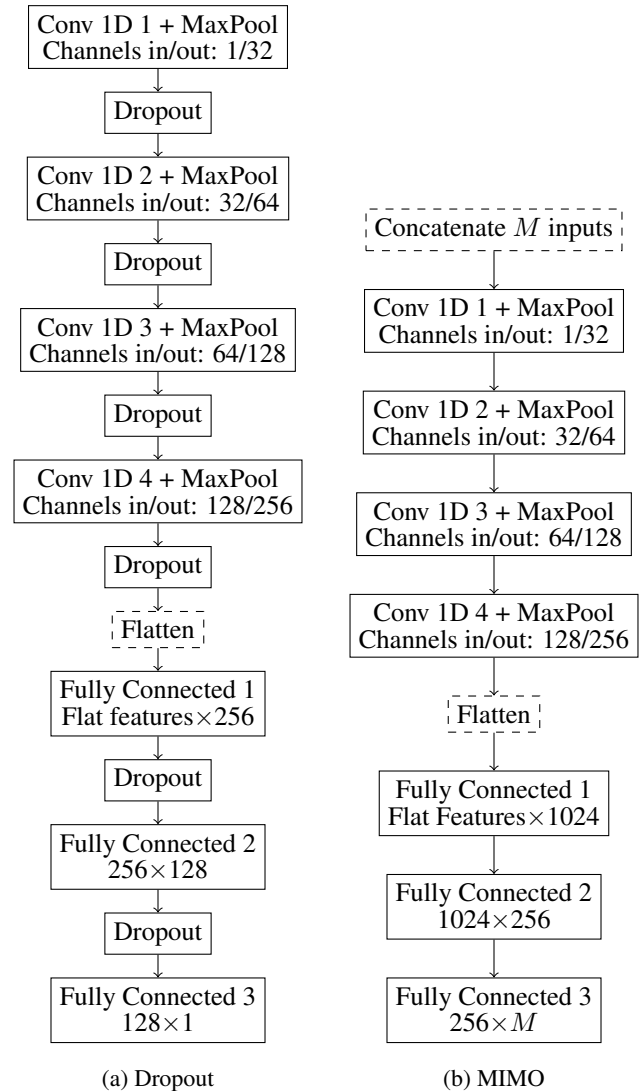 Conv 1D 1 + MaxPool
Channels in/out: 1/32
Dropout
Conv 1D 2 + MaxPool
Channels in/out: 32/64
Dropout
Conv 1D 3 + MaxPool
Channels in/out: 64/128
Dropout
Conv 1D 4 + MaxPool
Channels in/out: 128/256
Dropout
Flatten
Fully Connected 1
Flat features×256
Dropout
Fully Connected 2
256×128
Dropout
Fully Connected 3
128×1
(a) Dropout
Concatenate M inputs
Conv 1D 1 + MaxPool
Channels in/out: 1/32
Conv 1D 2 + MaxPool
Channels in/out: 32/64
Conv 1D 3 + MaxPool
Channels in/out: 64/128
Conv 1D 4 + MaxPool
Channels in/out: 128/256
Flatten
Fully Connected 1
Flat Features×1024
Fully Connected 2
1024×256
Fully Connected 3
256×M
(b) MIMO